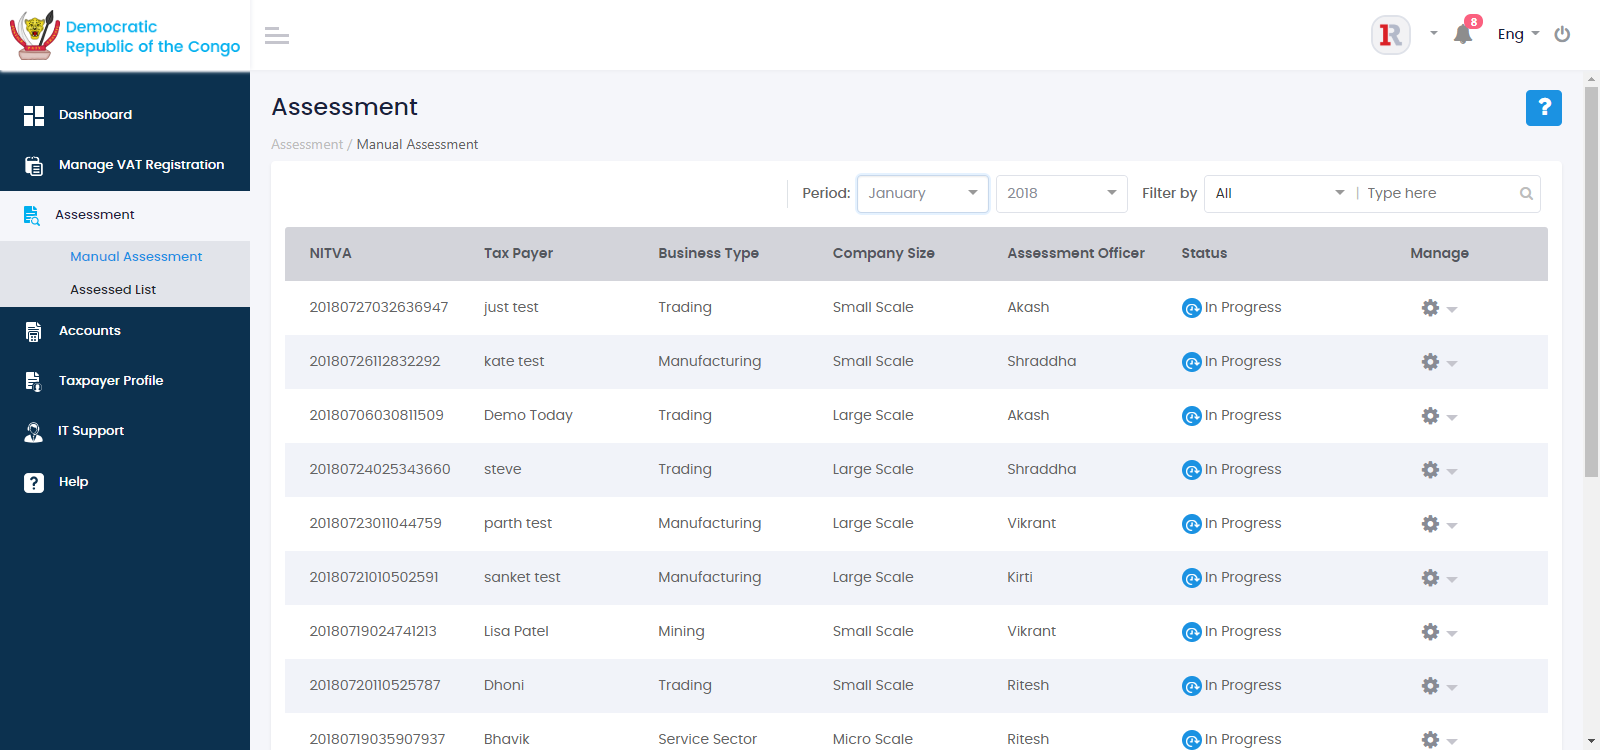 Democratic
Republic of the Congo
8
Eng
Dashboard
Manage VAT Registration
Assessment
Manual Assessment
Assessed List
Accounts
Taxpayer Profile
IT Support
Help
Assessment
?
Assessment / Manual Assessment
Period: January 2018 Filter by All | Type here
NITVA Tax Payer Business Type Company Size Assessment Officer Status Manage
20180727032636947 just test Trading Small Scale Akash In Progress
20180726112832292 kate test Manufacturing Small Scale Shraddha In Progress
20180706030811509 Demo Today Trading Large Scale Akash In Progress
20180724025343660 steve Trading Large Scale Shraddha In Progress
20180723011044759 parth test Manufacturing Large Scale Vikrant In Progress
20180721010502591 sanket test Manufacturing Large Scale Kirti In Progress
20180719024741213 Lisa Patel Mining Small Scale Vikrant In Progress
20180720110525787 Dhoni Trading Small Scale Ritesh In Progress
20180719035907937 Bhavik Service Sector Micro Scale Ritesh In Progress